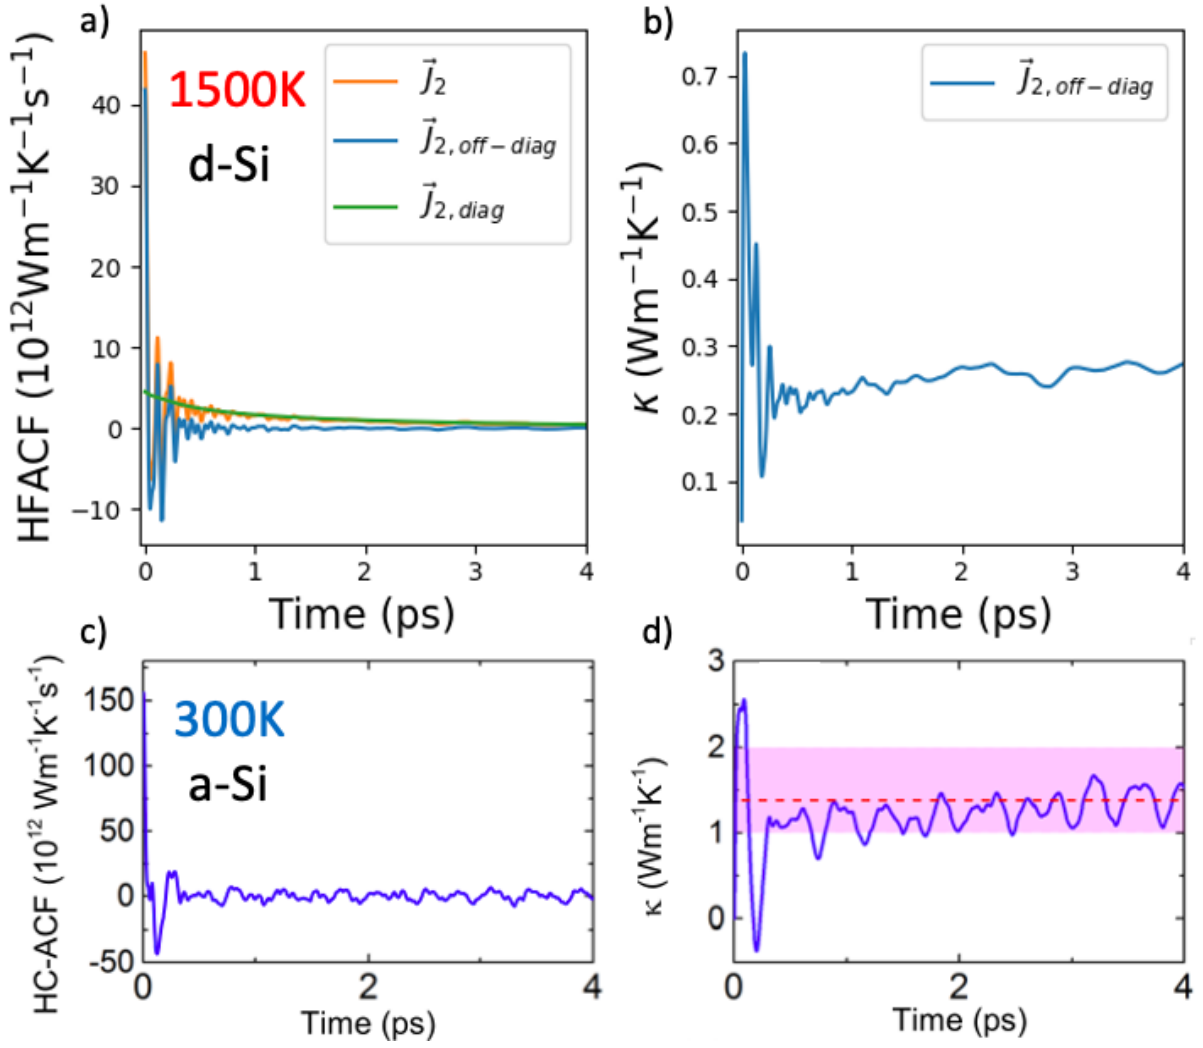 a)
HFACF (10¹²Wm⁻¹K⁻¹s⁻¹)
1500K
d-Si
J⃗₂
J⃗₂,off−diag
J⃗₂,diag
40
30
20
10
0
−10
0 1 2 3 4
Time (ps)
b)
κ (Wm⁻¹K⁻¹)
J⃗₂,off−diag
0.7
0.6
0.5
0.4
0.3
0.2
0.1
0 1 2 3 4
Time (ps)
c)
HC-ACF (10¹² Wm⁻¹K⁻¹s⁻¹)
300K
a-Si
150
100
50
0
-50
0 2 4
Time (ps)
d)
κ (Wm⁻¹K⁻¹)
3
2
1
0
0 2 4
Time (ps)